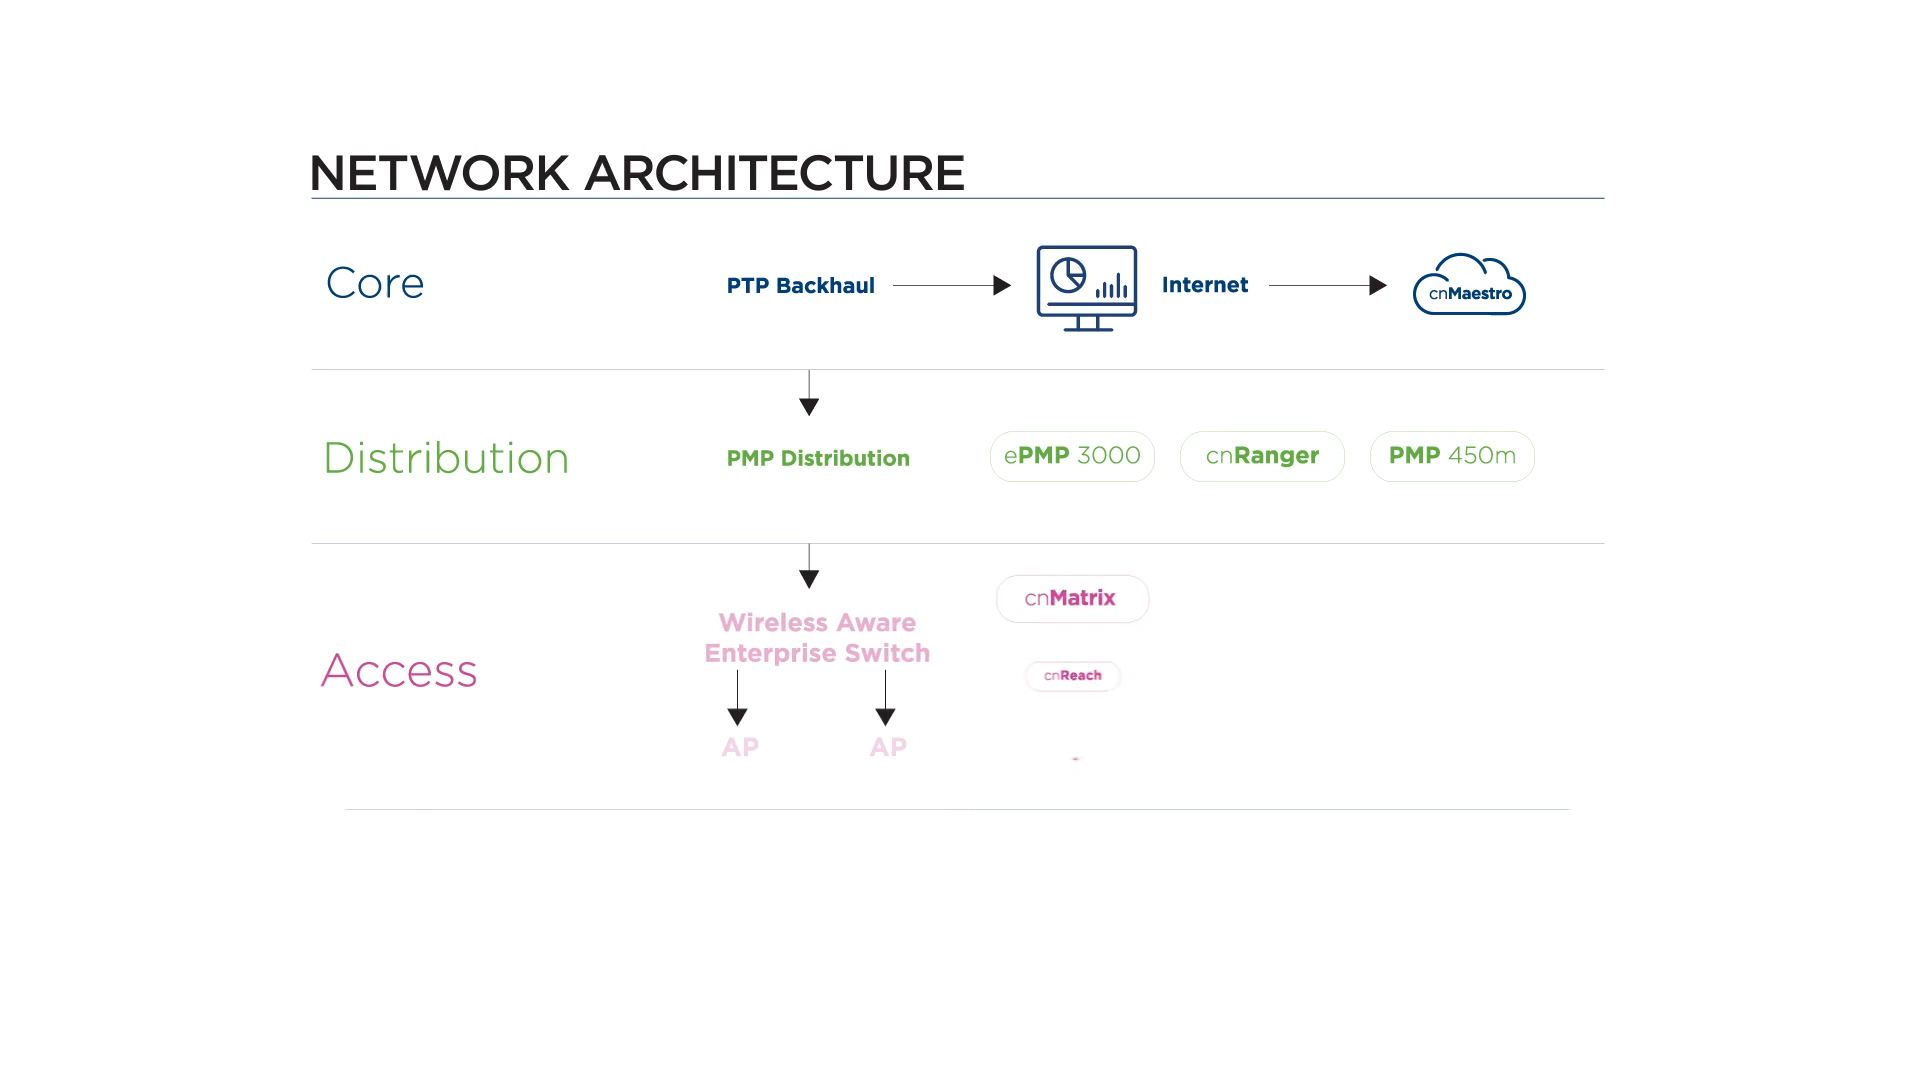 NETWORK ARCHITECTURE
Core
PTP Backhaul
Internet
cnMaestro
Distribution
PMP Distribution
ePMP 3000
cnRanger
PMP 450m
Access
Wireless Aware
Enterprise Switch
AP
AP
cnMatrix
cnReach